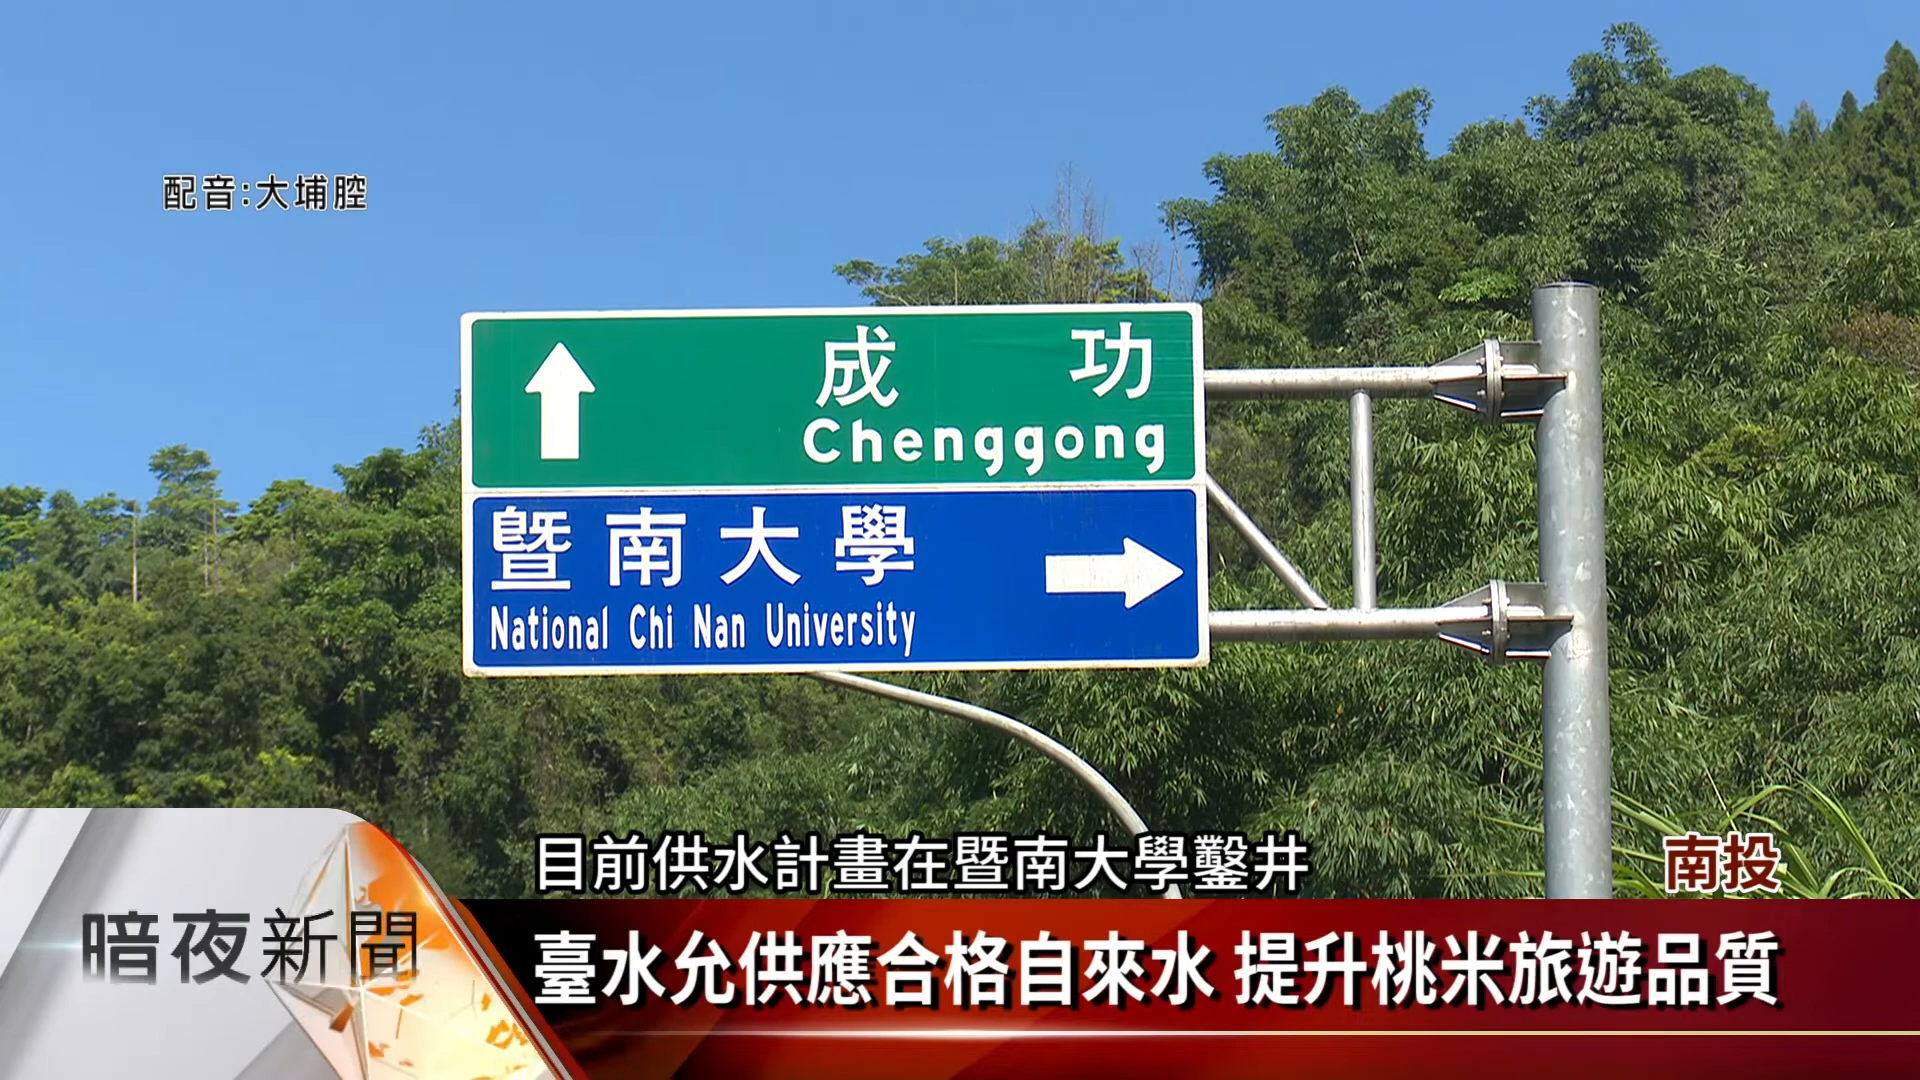 配音:大埔腔
成功
Chenggong
暨南大學
National Chi Nan University
目前供水計畫在暨南大學鑿井
南投
暗夜新聞
臺水允供應合格自來水 提升桃米旅遊品質